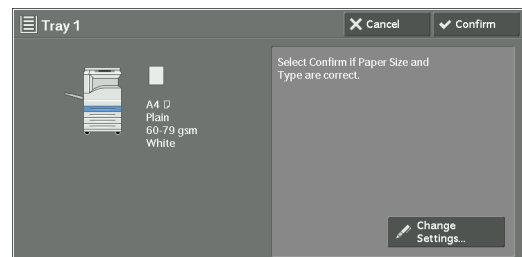 Tray 1
Cancel
Confirm
Select Confirm if Paper Size and
Type are correct.
A4
Plain
60-79 gsm
White
Change
Settings...